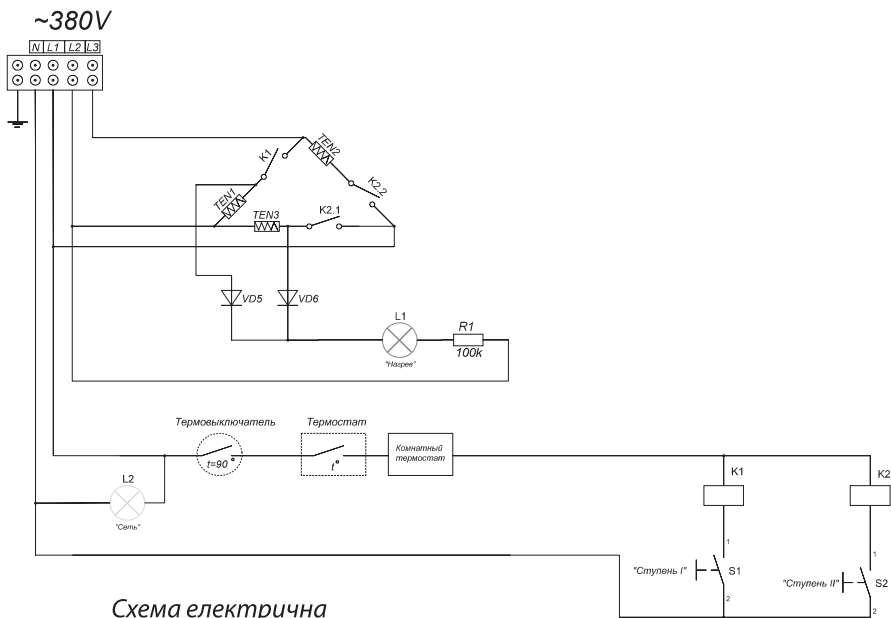 ~380V
N L1 L2 L3
K1
TEN2
TEN1
K2.2
TEN3
K2.1
VD5
VD6
L1
R1
100k
"Нагрев"
Термовыключатель
Термостат
t=90°
t°
Комнатный
термостат
L2
"Сеть"
K1
K2
1
"Ступень I"
S1
2
1
"Ступень II"
S2
2
Схема електрична